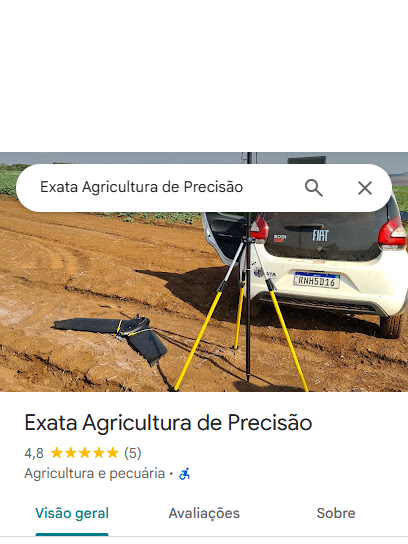 Exata Agricultura de Precisão
FIAT
RNH5D16
Exata Agricultura de Precisão
4,8 (5)
Agricultura e pecuária ·
Visão geral
Avaliações
Sobre